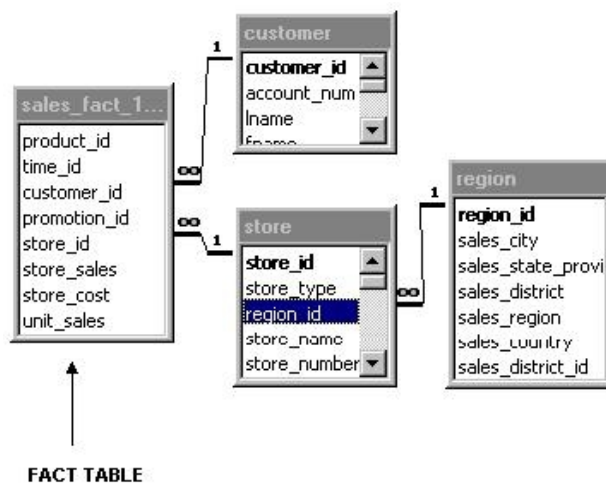 customer
1
customer_id
account_num
lname
fname
sales_fact_1...
product_id
time_id
customer_id
promotion_id
store_id
store_sales
store_cost
unit_sales
∞
∞
1
store
store_id
store_type
region_id
store_name
store_number
∞
1
region
region_id
sales_city
sales_state_provi
sales_district
sales_region
sales_country
sales_district_id
FACT TABLE